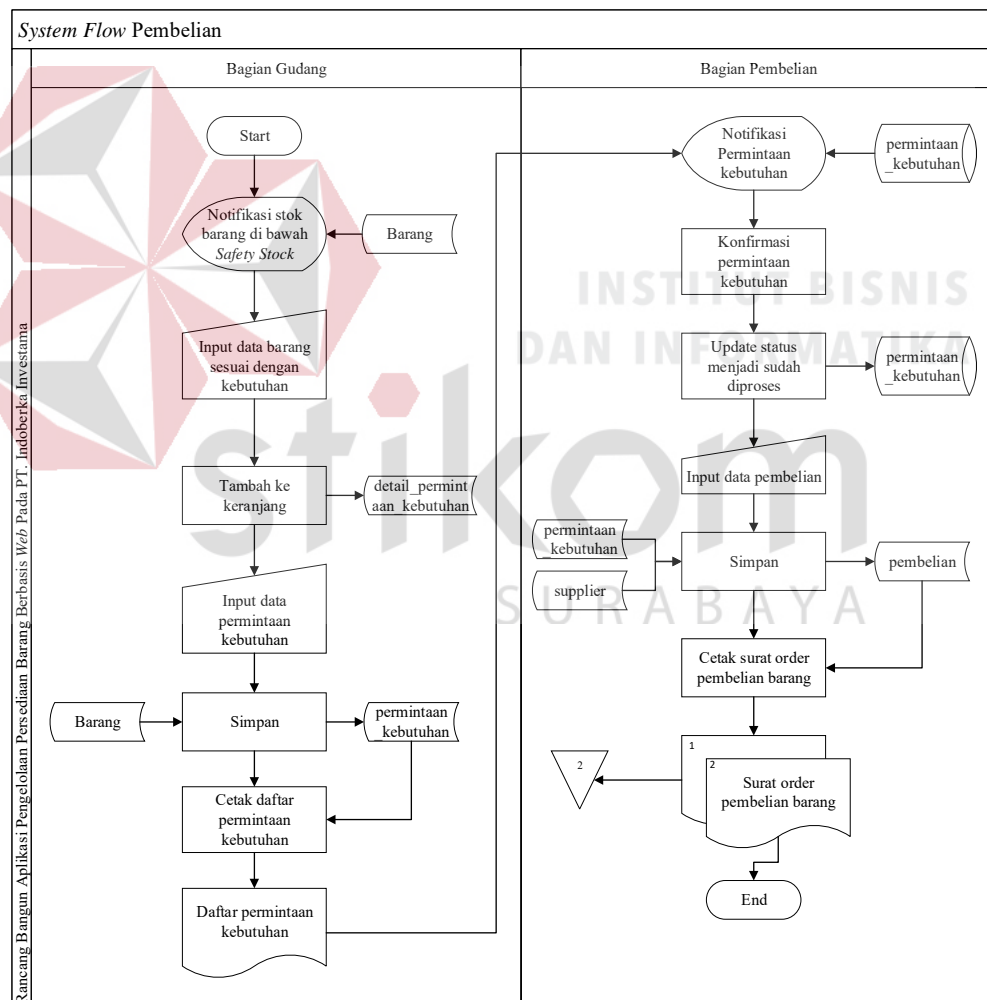 System Flow Pembelian
Rancang Bangun Aplikasi Pengelolaan Persediaan Barang Berbasis Web Pada PT. Indoberka Investama
Bagian Gudang
Start
Notifikasi stok
barang di bawah
Safety Stock
Barang
Input data barang
sesuai dengan
kebutuhan
Tambah ke
keranjang
detail_permint
aan_kebutuhan
Input data
permintaan
kebutuhan
Barang
Simpan
permintaan
_kebutuhan
Cetak daftar
permintaan
kebutuhan
Daftar permintaan
kebutuhan
Bagian Pembelian
Notifikasi
Permintaan
kebutuhan
permintaan
_kebutuhan
Konfirmasi
permintaan
kebutuhan
Update status
menjadi sudah
diproses
permintaan
_kebutuhan
Input data pembelian
permintaan
_kebutuhan
supplier
Simpan
pembelian
Cetak surat order
pembelian barang
1
2
Surat order
pembelian barang
2
End
INSTITUT BISNIS
DAN INFORMATIKA
stikom
SURABAYA